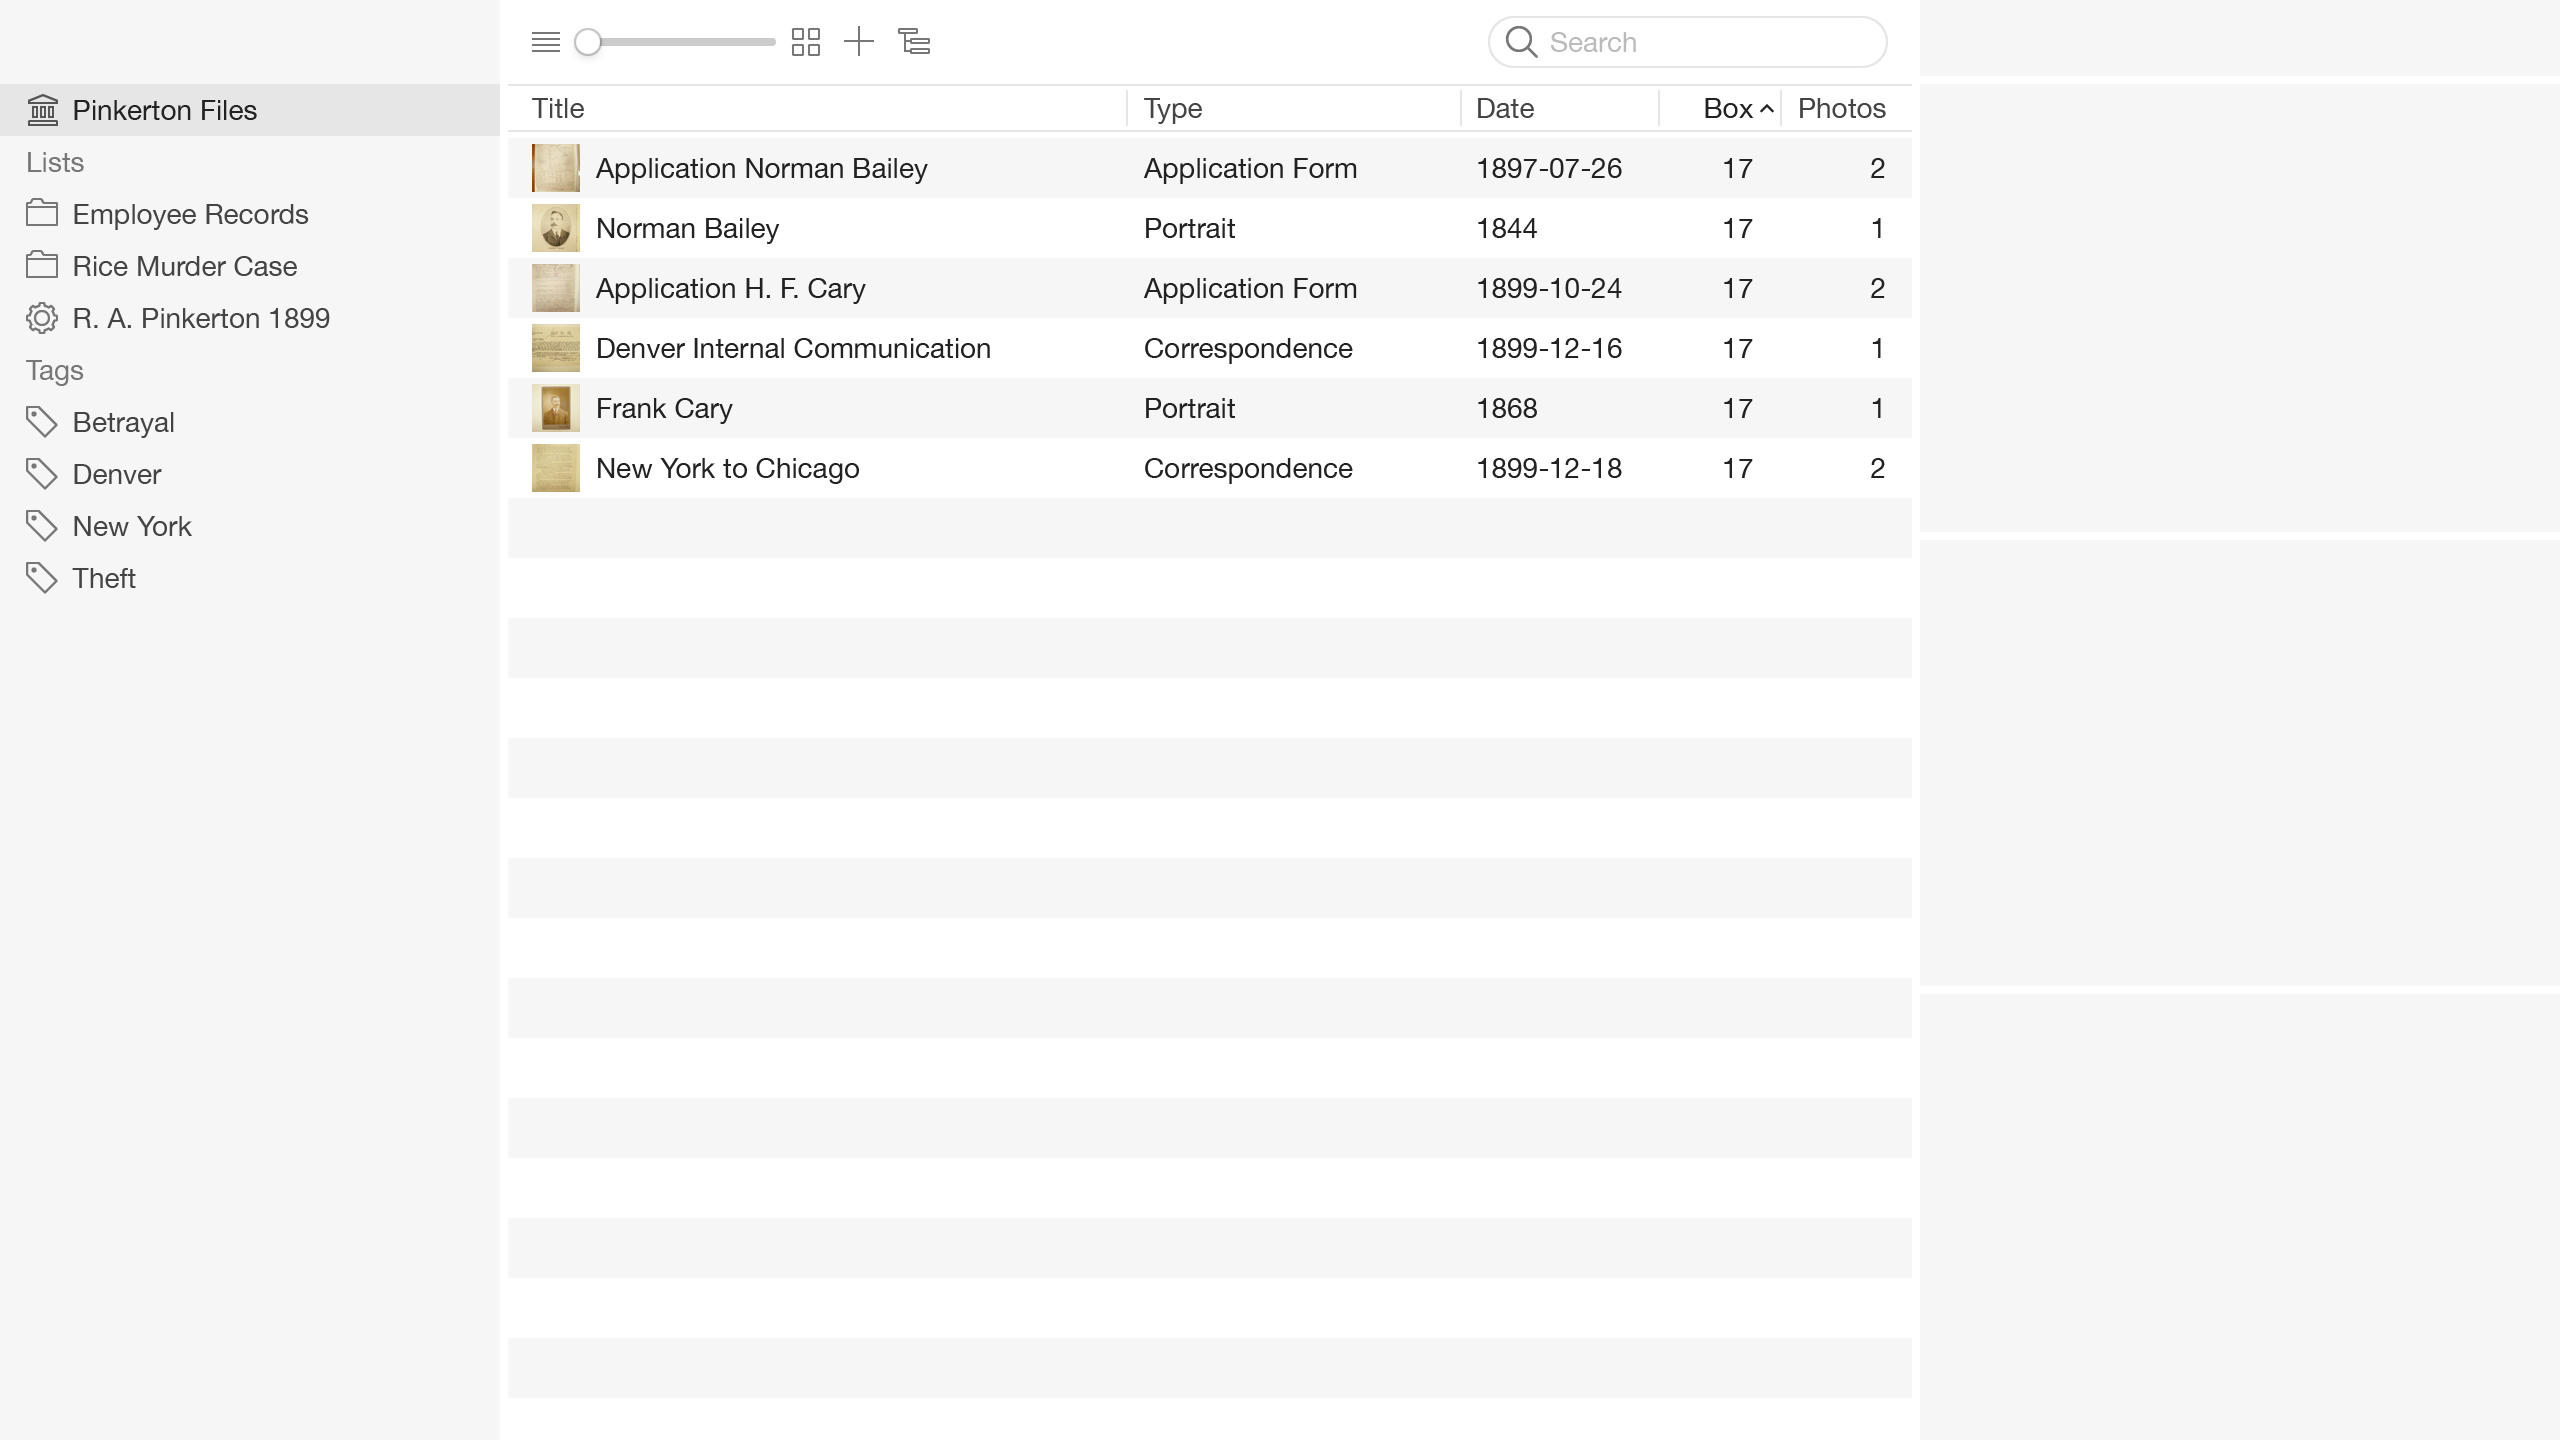 Search
Pinkerton Files
Lists
Employee Records
Rice Murder Case
R. A. Pinkerton 1899
Tags
Betrayal
Denver
New York
Theft
Title Type Date Box Photos
Application Norman Bailey Application Form 1897-07-26 17 2
Norman Bailey Portrait 1844 17 1
Application H. F. Cary Application Form 1899-10-24 17 2
Denver Internal Communication Correspondence 1899-12-16 17 1
Frank Cary Portrait 1868 17 1
New York to Chicago Correspondence 1899-12-18 17 2